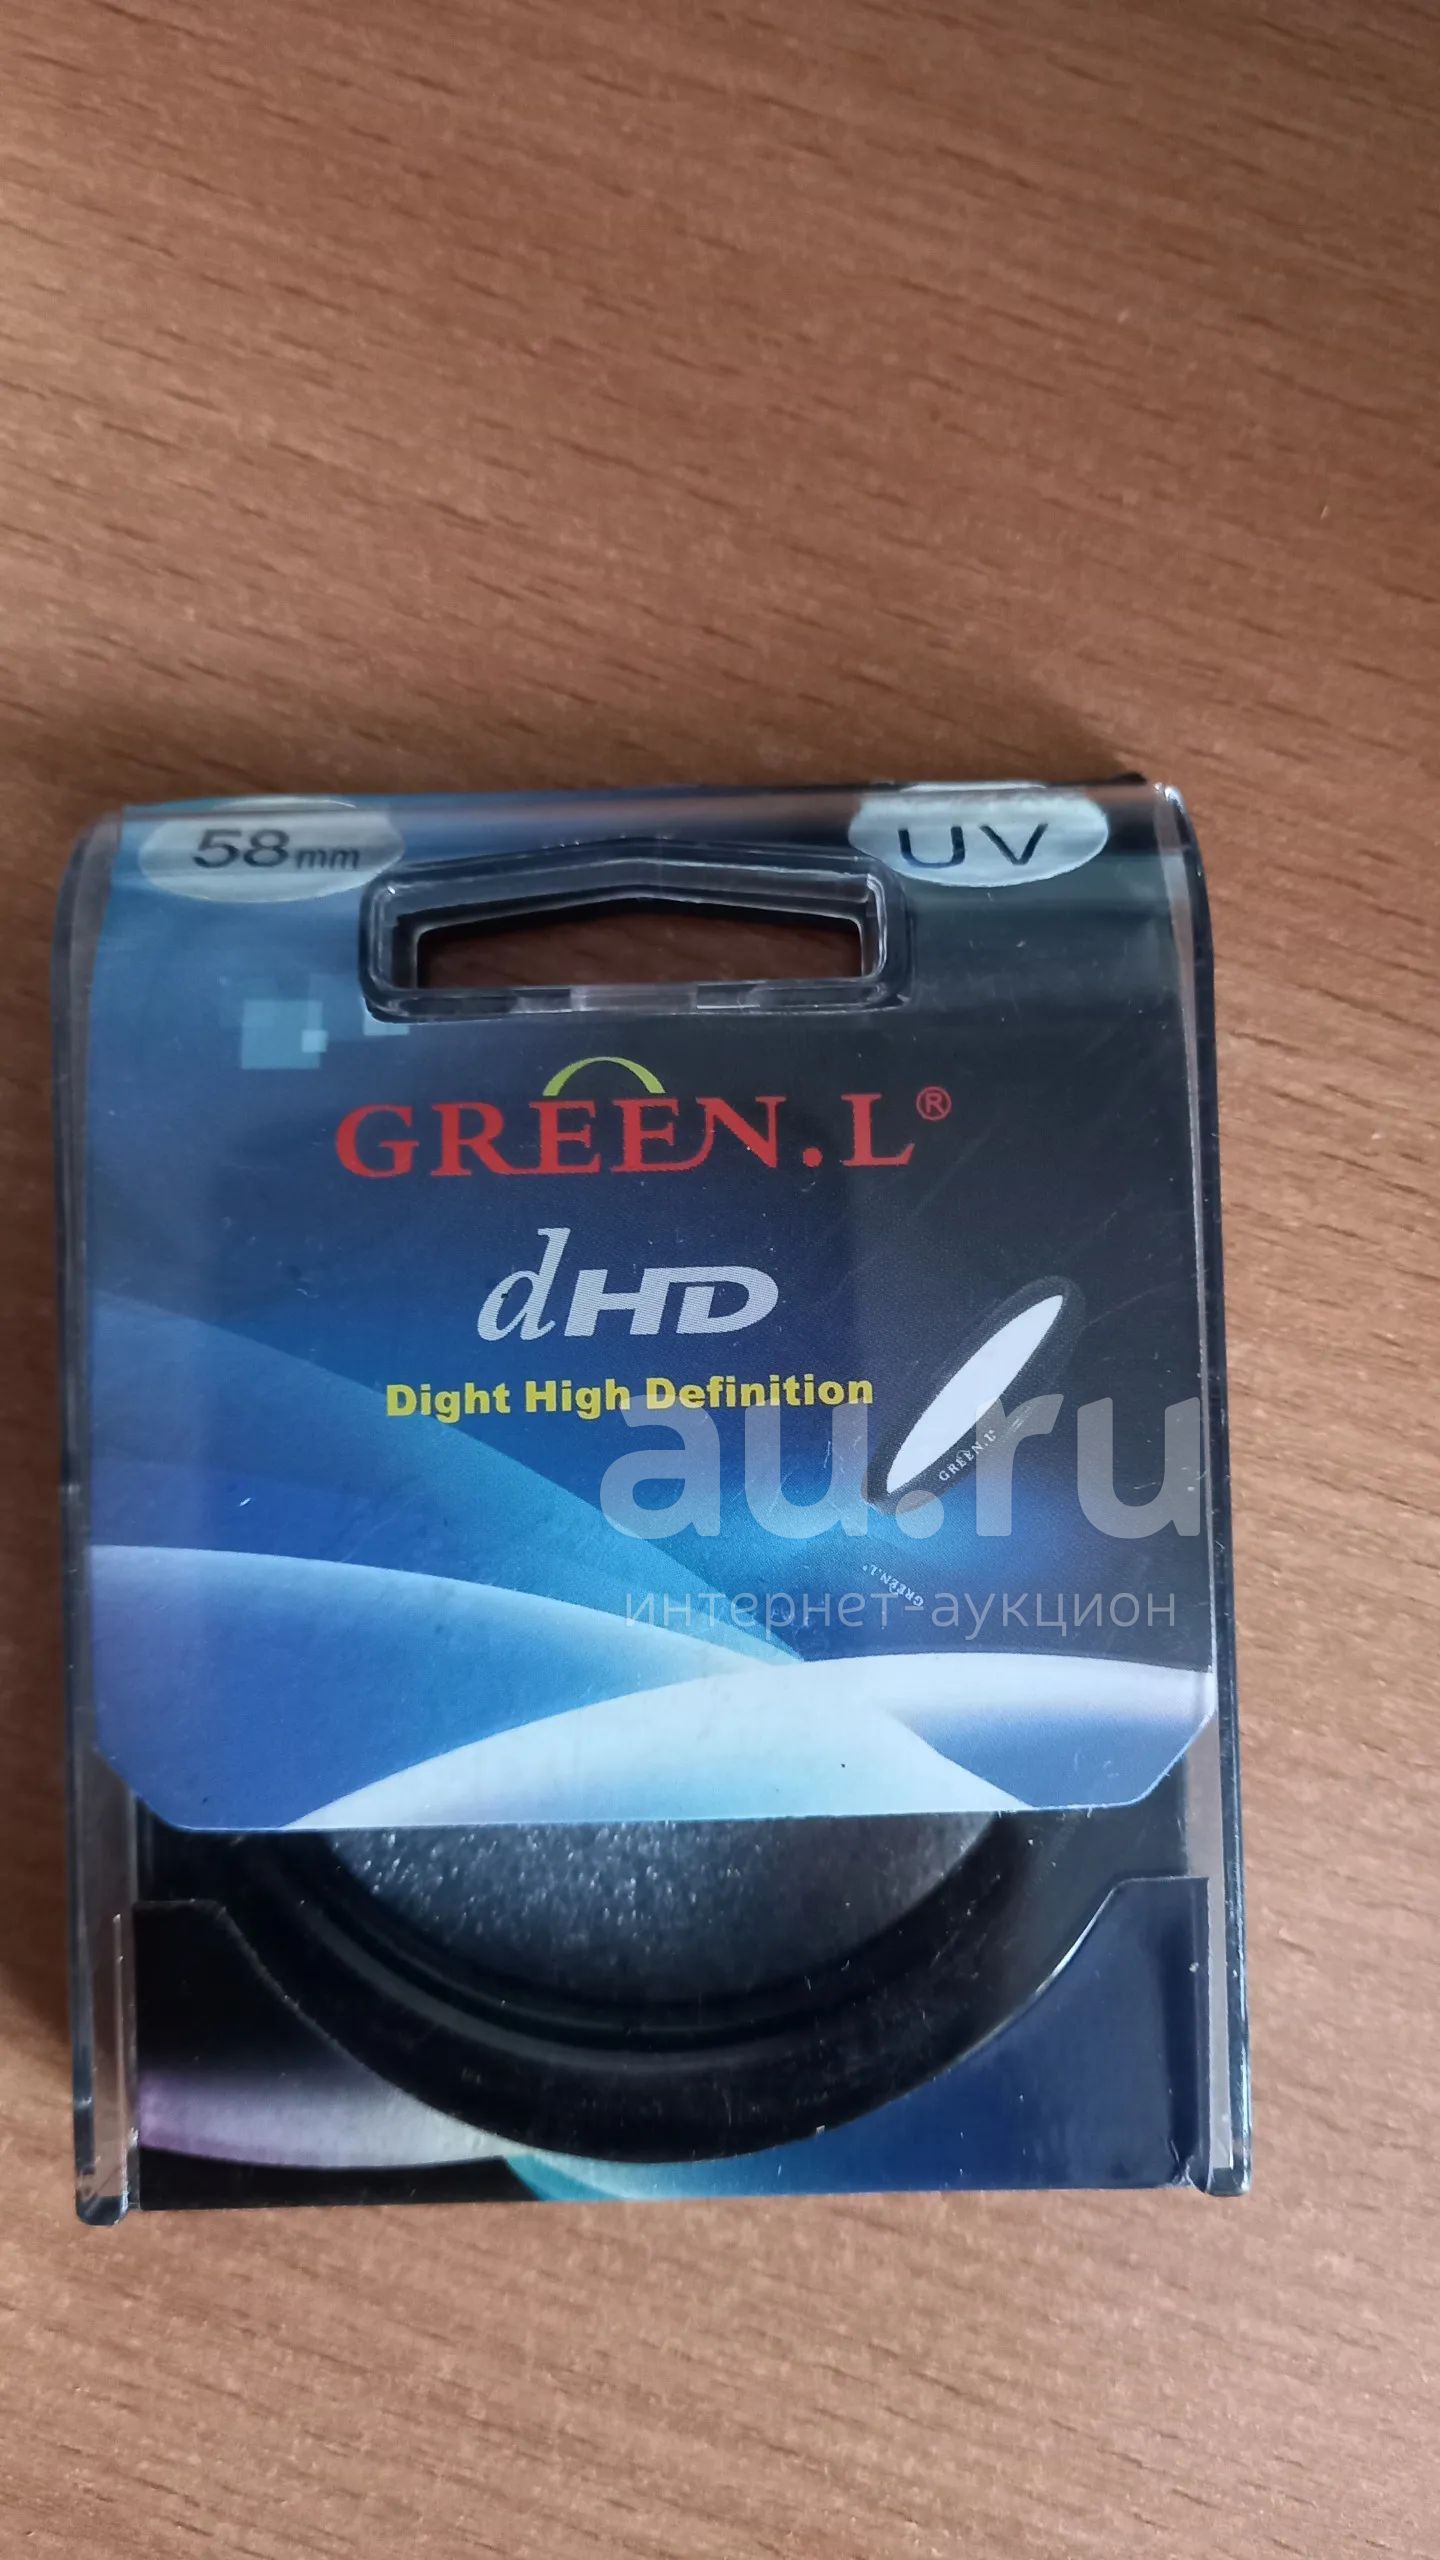 58mm
UV
GREEN.L®
dHD
Dight High Definition
GREEN.L®
GREEN.L®
au.ru
интернет-аукцион